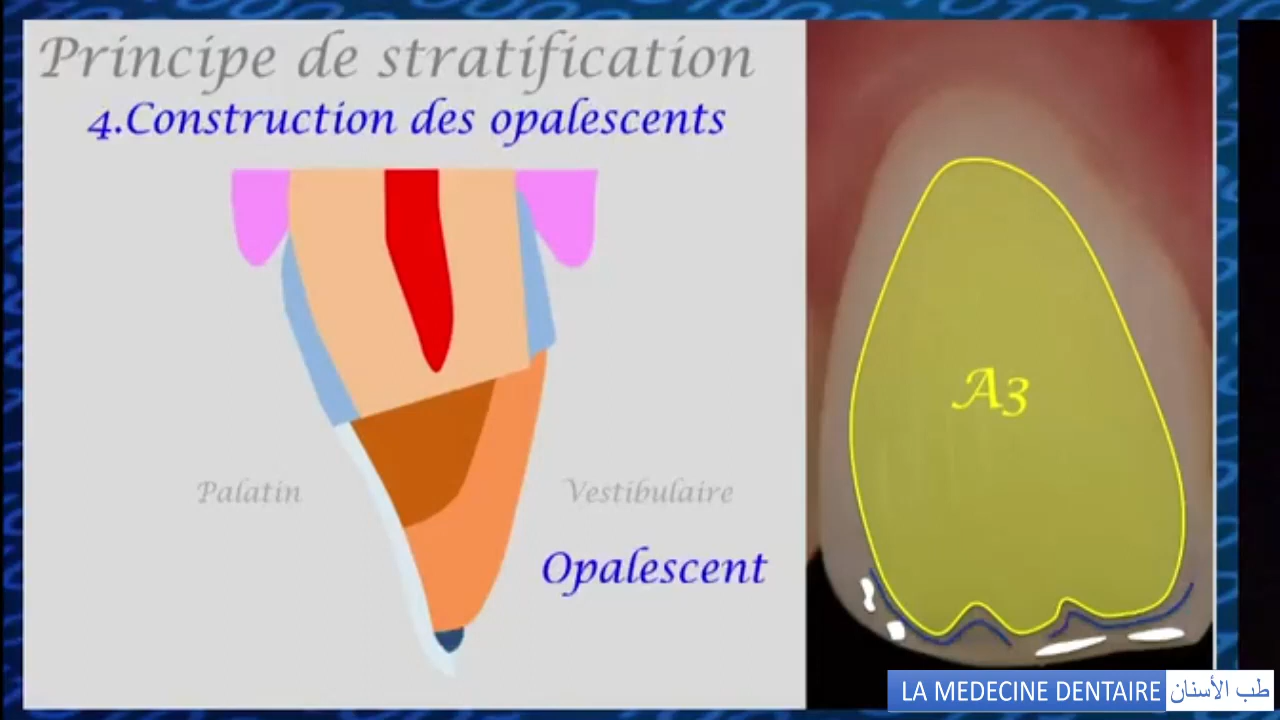 Principe de stratification
4.Construction des opalescents
A3
Palatin
Vestibulaire
Opalescent
LA MEDECINE DENTAIRE طب الأسنان